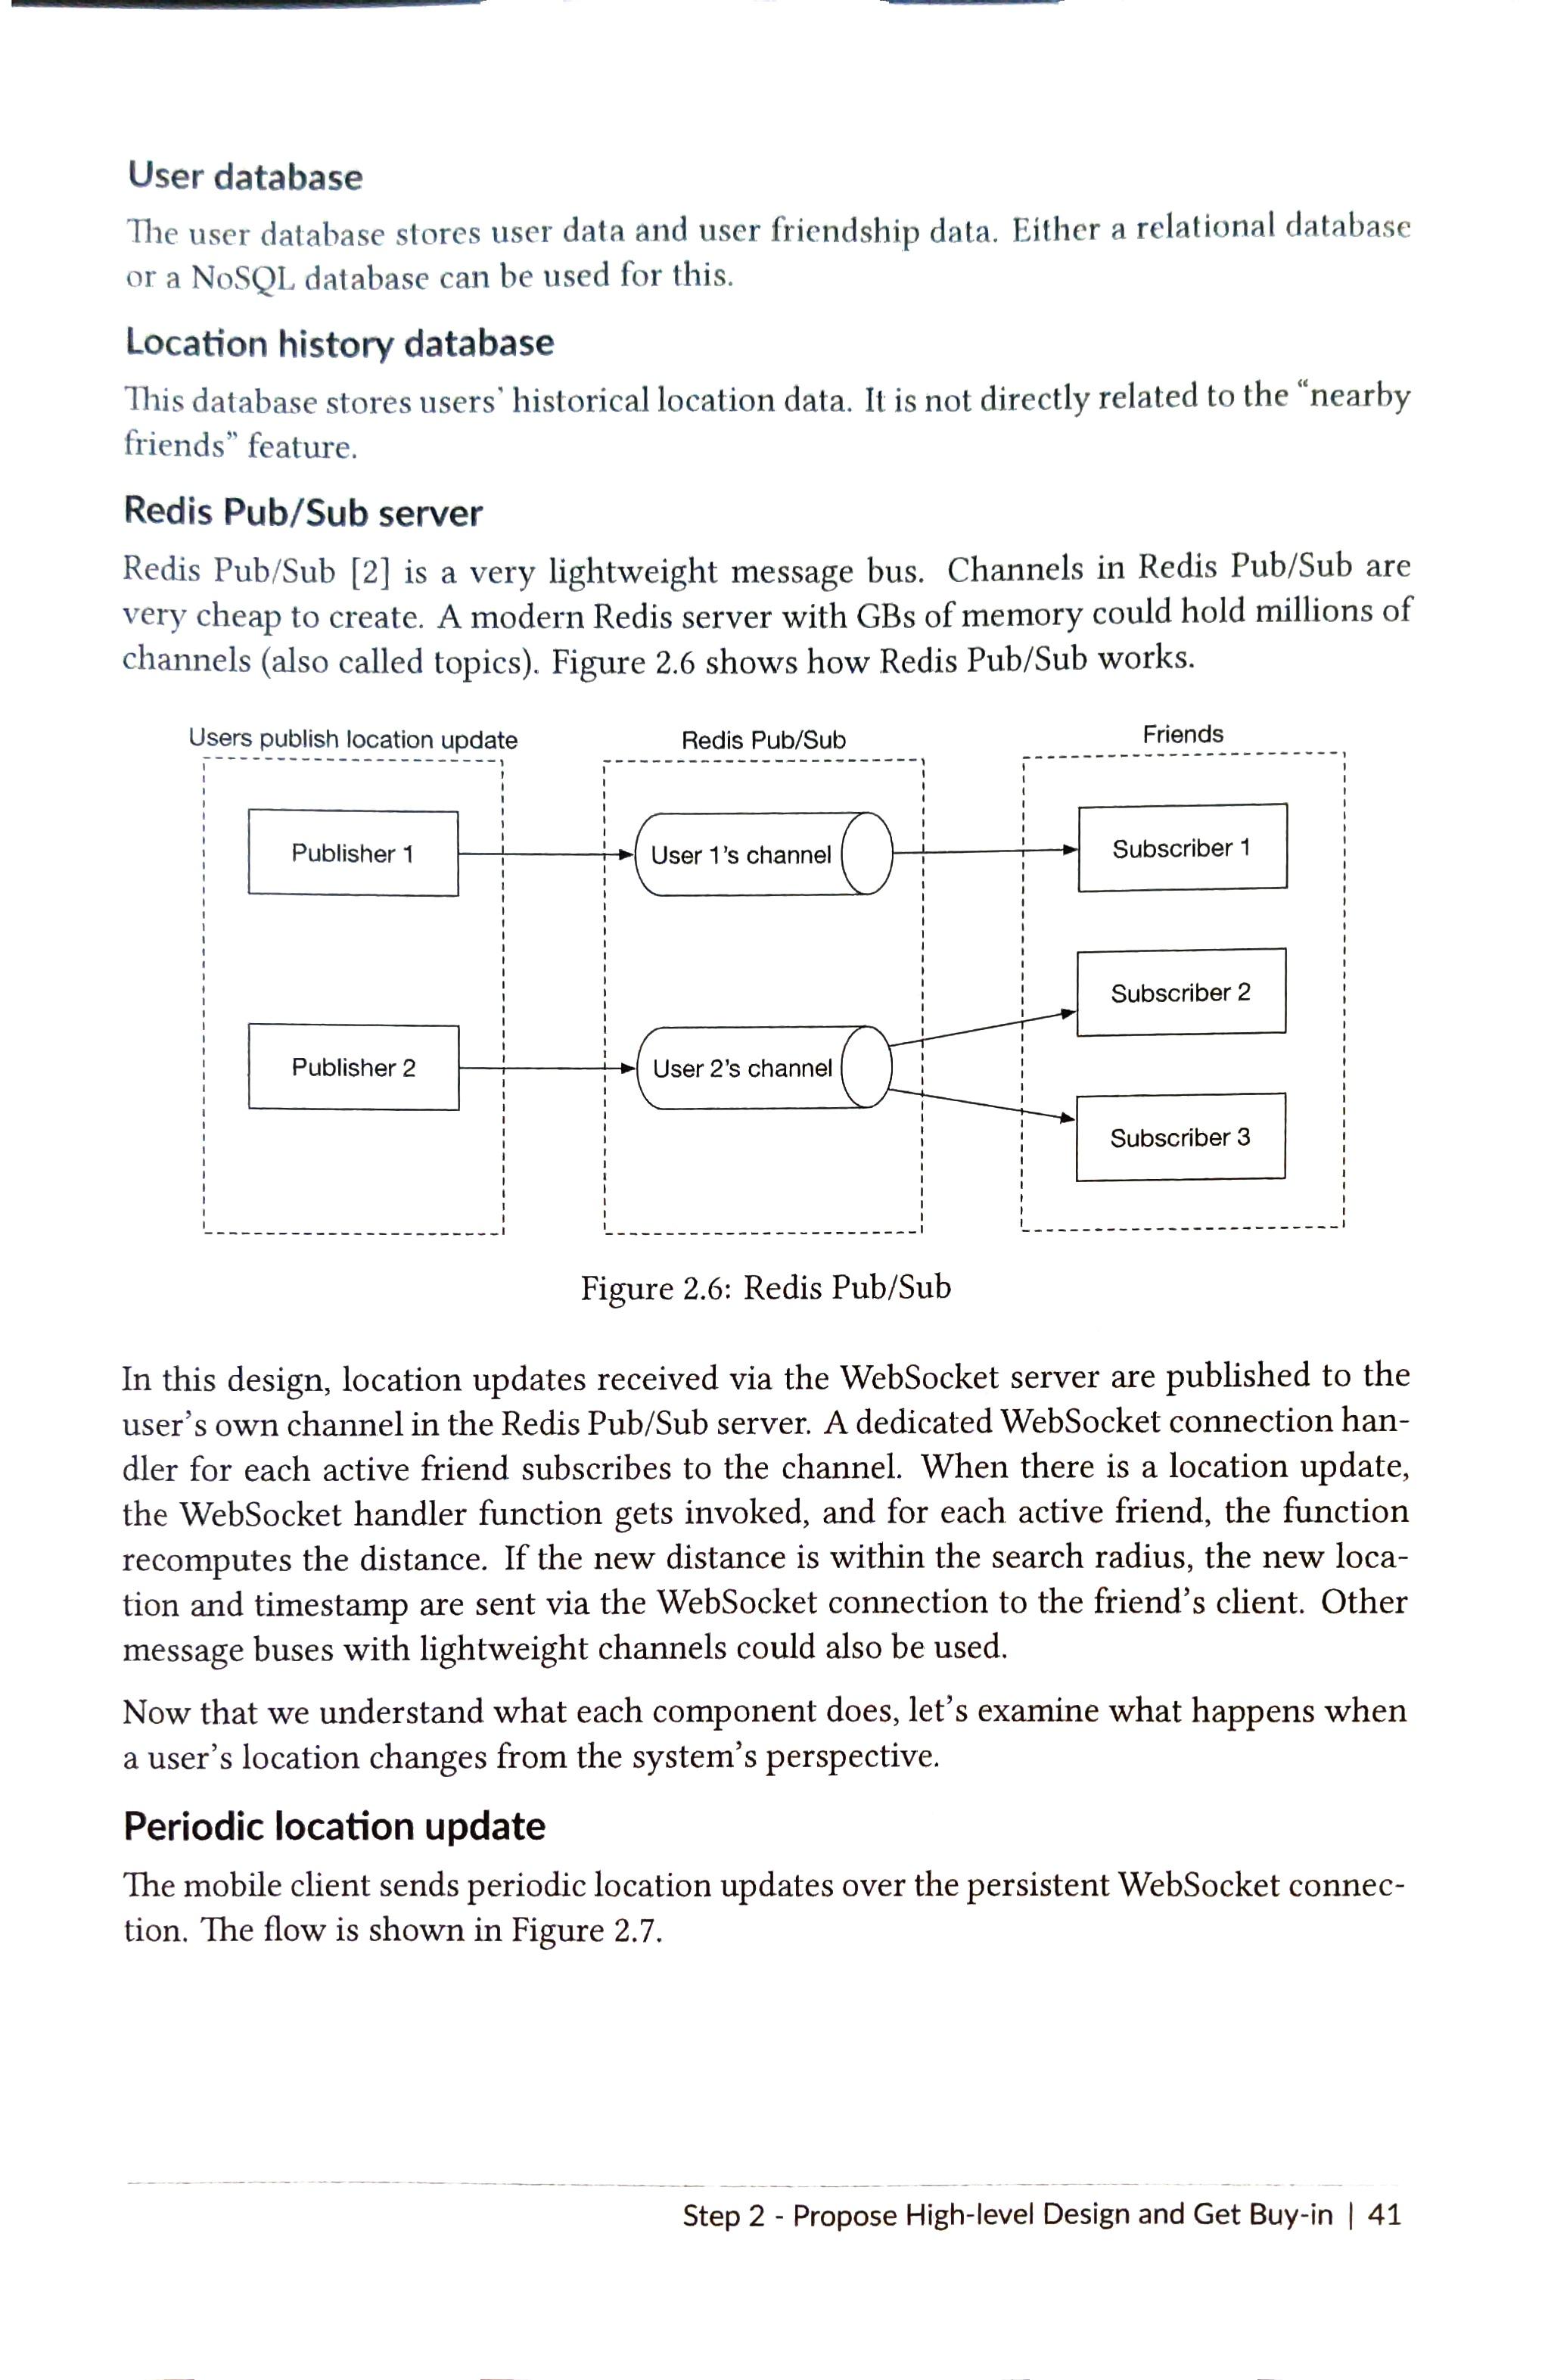 User database
The user database stores user data and user friendship data. Either a relational database
or a NoSQL database can be used for this.
Location history database
This database stores users' historical location data. It is not directly related to the “nearby
friends” feature.
Redis Pub/Sub server
Redis Pub/Sub [2] is a very lightweight message bus. Channels in Redis Pub/Sub are
very cheap to create. A modern Redis server with GBs of memory could hold millions of
channels (also called topics). Figure 2.6 shows how Redis Pub/Sub works.
Users publish location update
Redis Pub/Sub
Friends
Publisher 1
User 1's channel
Subscriber 1
Subscriber 2
Publisher 2
User 2's channel
Subscriber 3
Figure 2.6: Redis Pub/Sub
In this design, location updates received via the WebSocket server are published to the
user's own channel in the Redis Pub/Sub server. A dedicated WebSocket connection han-
dler for each active friend subscribes to the channel. When there is a location update,
the WebSocket handler function gets invoked, and for each active friend, the function
recomputes the distance. If the new distance is within the search radius, the new loca-
tion and timestamp are sent via the WebSocket connection to the friend's client. Other
message buses with lightweight channels could also be used.
Now that we understand what each component does, let's examine what happens when
a user's location changes from the system's perspective.
Periodic location update
The mobile client sends periodic location updates over the persistent WebSocket connec-
tion. The flow is shown in Figure 2.7.
Step 2 - Propose High-level Design and Get Buy-in | 41